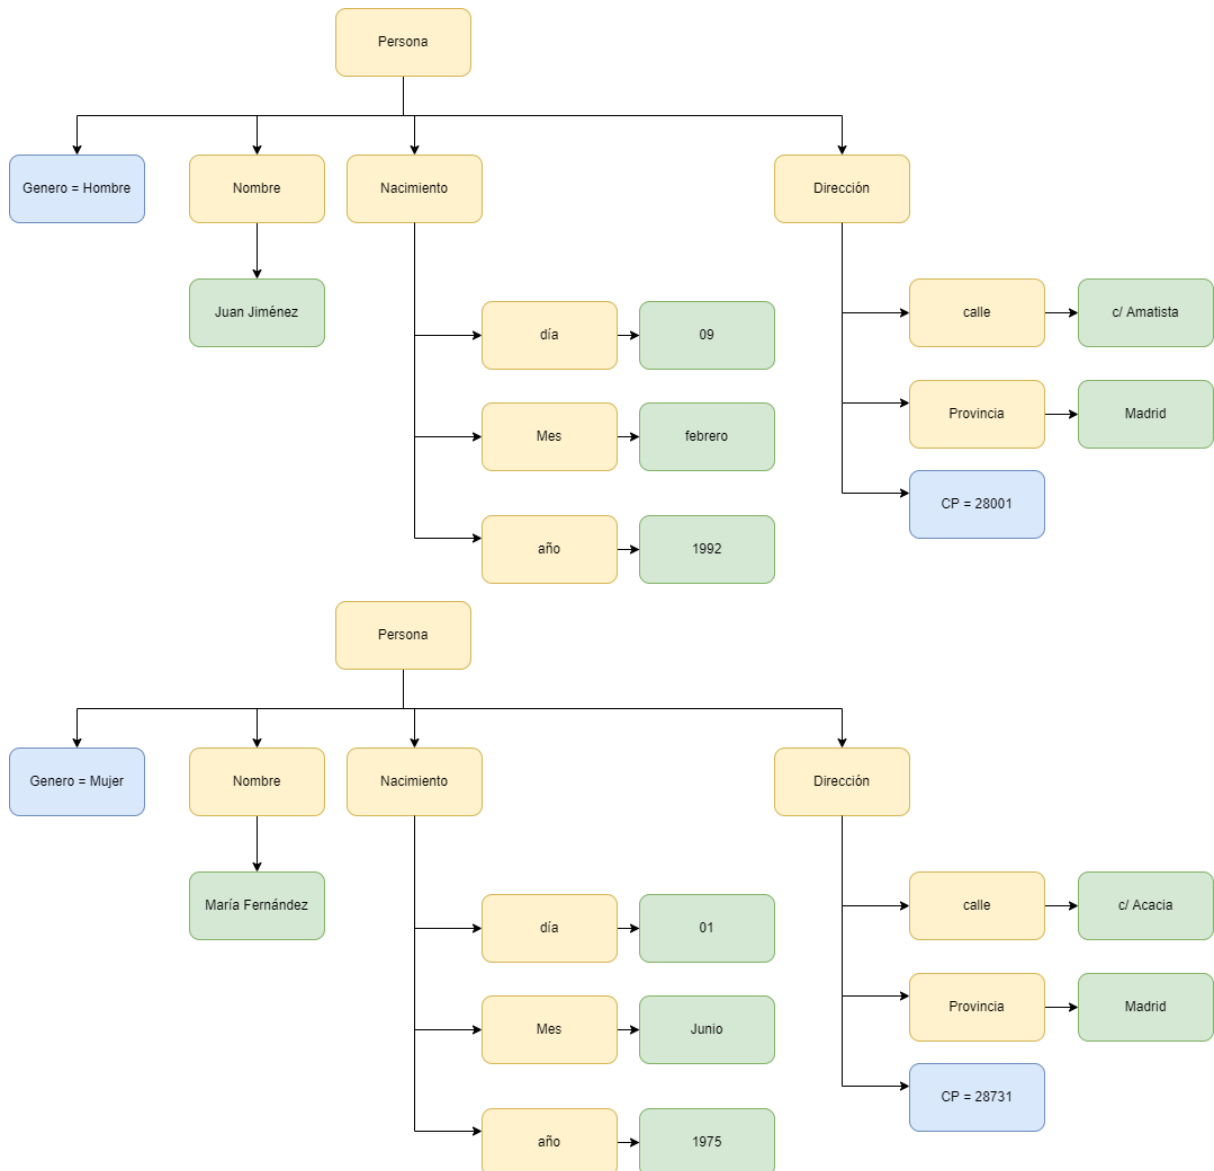 Persona
Genero = Hombre
Nombre
Nacimiento
Dirección
Juan Jiménez
día
09
Mes
febrero
año
1992
calle
c/ Amatista
Provincia
Madrid
CP = 28001
Persona
Genero = Mujer
Nombre
Nacimiento
Dirección
María Fernández
día
01
Mes
Junio
año
1975
calle
c/ Acacia
Provincia
Madrid
CP = 28731